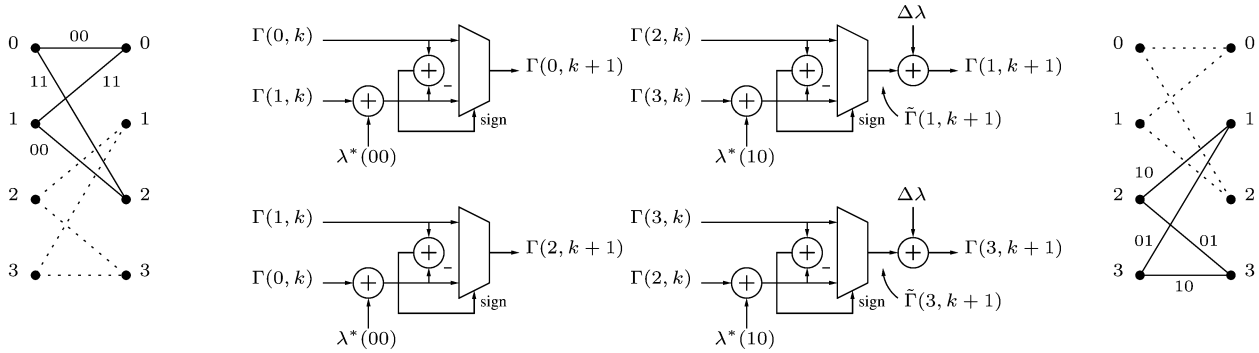 00
0 0
11 11
1 1
00
2 2
3 3
Γ(0, k)
Γ(1, k)
λ*(00)
−
sign
Γ(0, k + 1)
Γ(2, k)
Γ(3, k)
λ*(10)
−
sign
Δλ
Γ(1, k + 1)
Γ̃(1, k + 1)
Γ(1, k)
Γ(0, k)
λ*(00)
−
sign
Γ(2, k + 1)
Γ(3, k)
Γ(2, k)
λ*(10)
−
sign
Δλ
Γ(3, k + 1)
Γ̃(3, k + 1)
0 0
1 1
10
2 2
01 01
3 3
10